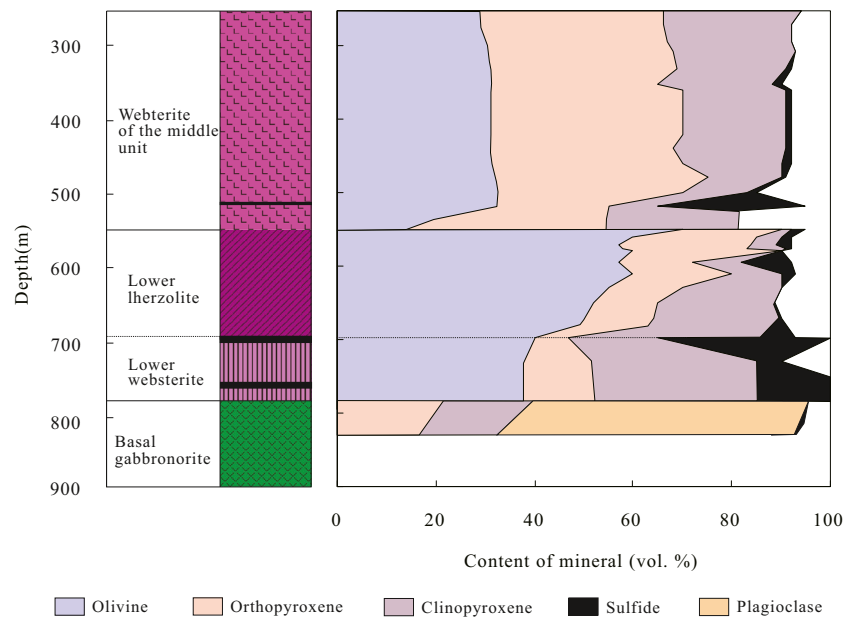 300
400
500
600
700
800
900
Depth(m)
Webterite
of the middle
unit
Lower
lherzolite
Lower
websterite
Basal
gabbronorite
0
20
40
60
80
100
Content of mineral (vol. %)
Olivine
Orthopyroxene
Clinopyroxene
Sulfide
Plagioclase